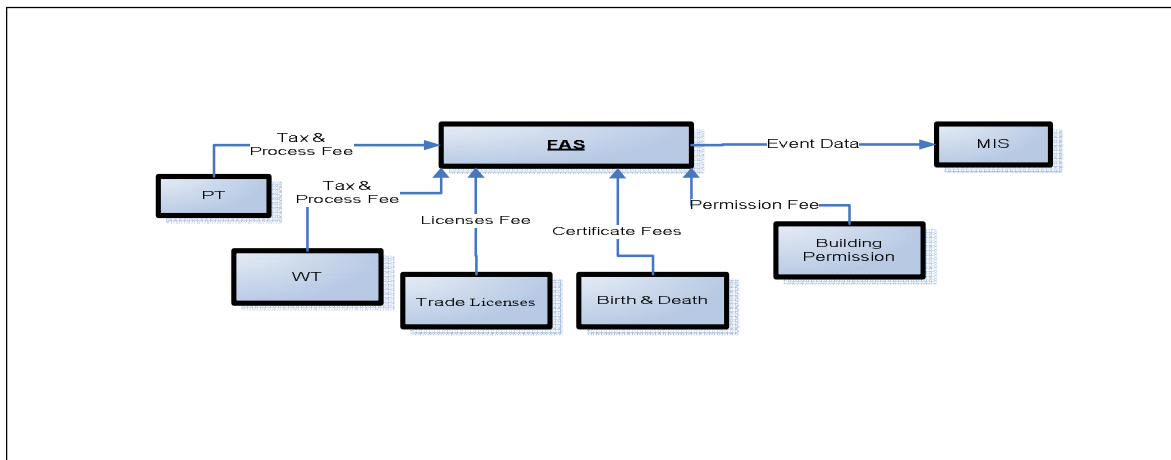 Tax &
Process Fee
FAS
Event Data
MIS
PT
Tax &
Process Fee
Permission Fee
Licenses Fee
Certificate Fees
Building
Permission
WT
Trade Licenses
Birth & Death